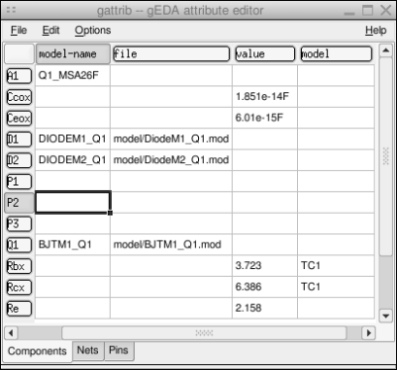 gattrib -- gEDA attribute editor
File Edit Options Help
model-name file value model
A1 Q1_MSA26F
Ccox 1.851e-14F
Ceox 6.01e-15F
D1 DIODEM1_Q1 model/DiodeM1_Q1.mod
D2 DIODEM2_Q1 model/DiodeM2_Q1.mod
P1
P2
P3
Q1 BJTM1_Q1 model/BJTM1_Q1.mod
Rbx 3.723 TC1
Rcx 6.386 TC1
Re 2.158
Components Nets Pins